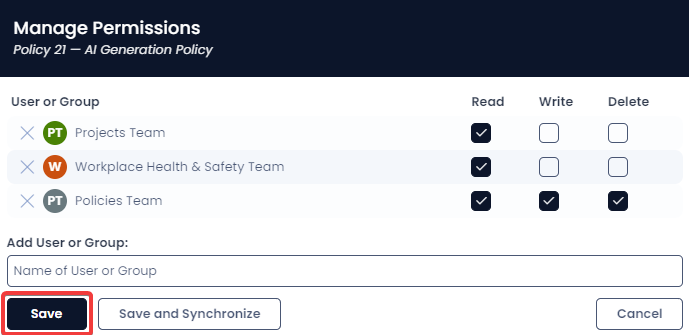 Manage Permissions
Policy 21 — AI Generation Policy
User or Group Read Write Delete
PT Projects Team
W Workplace Health & Safety Team
PT Policies Team
Add User or Group:
Name of User or Group
Save Save and Synchronize Cancel